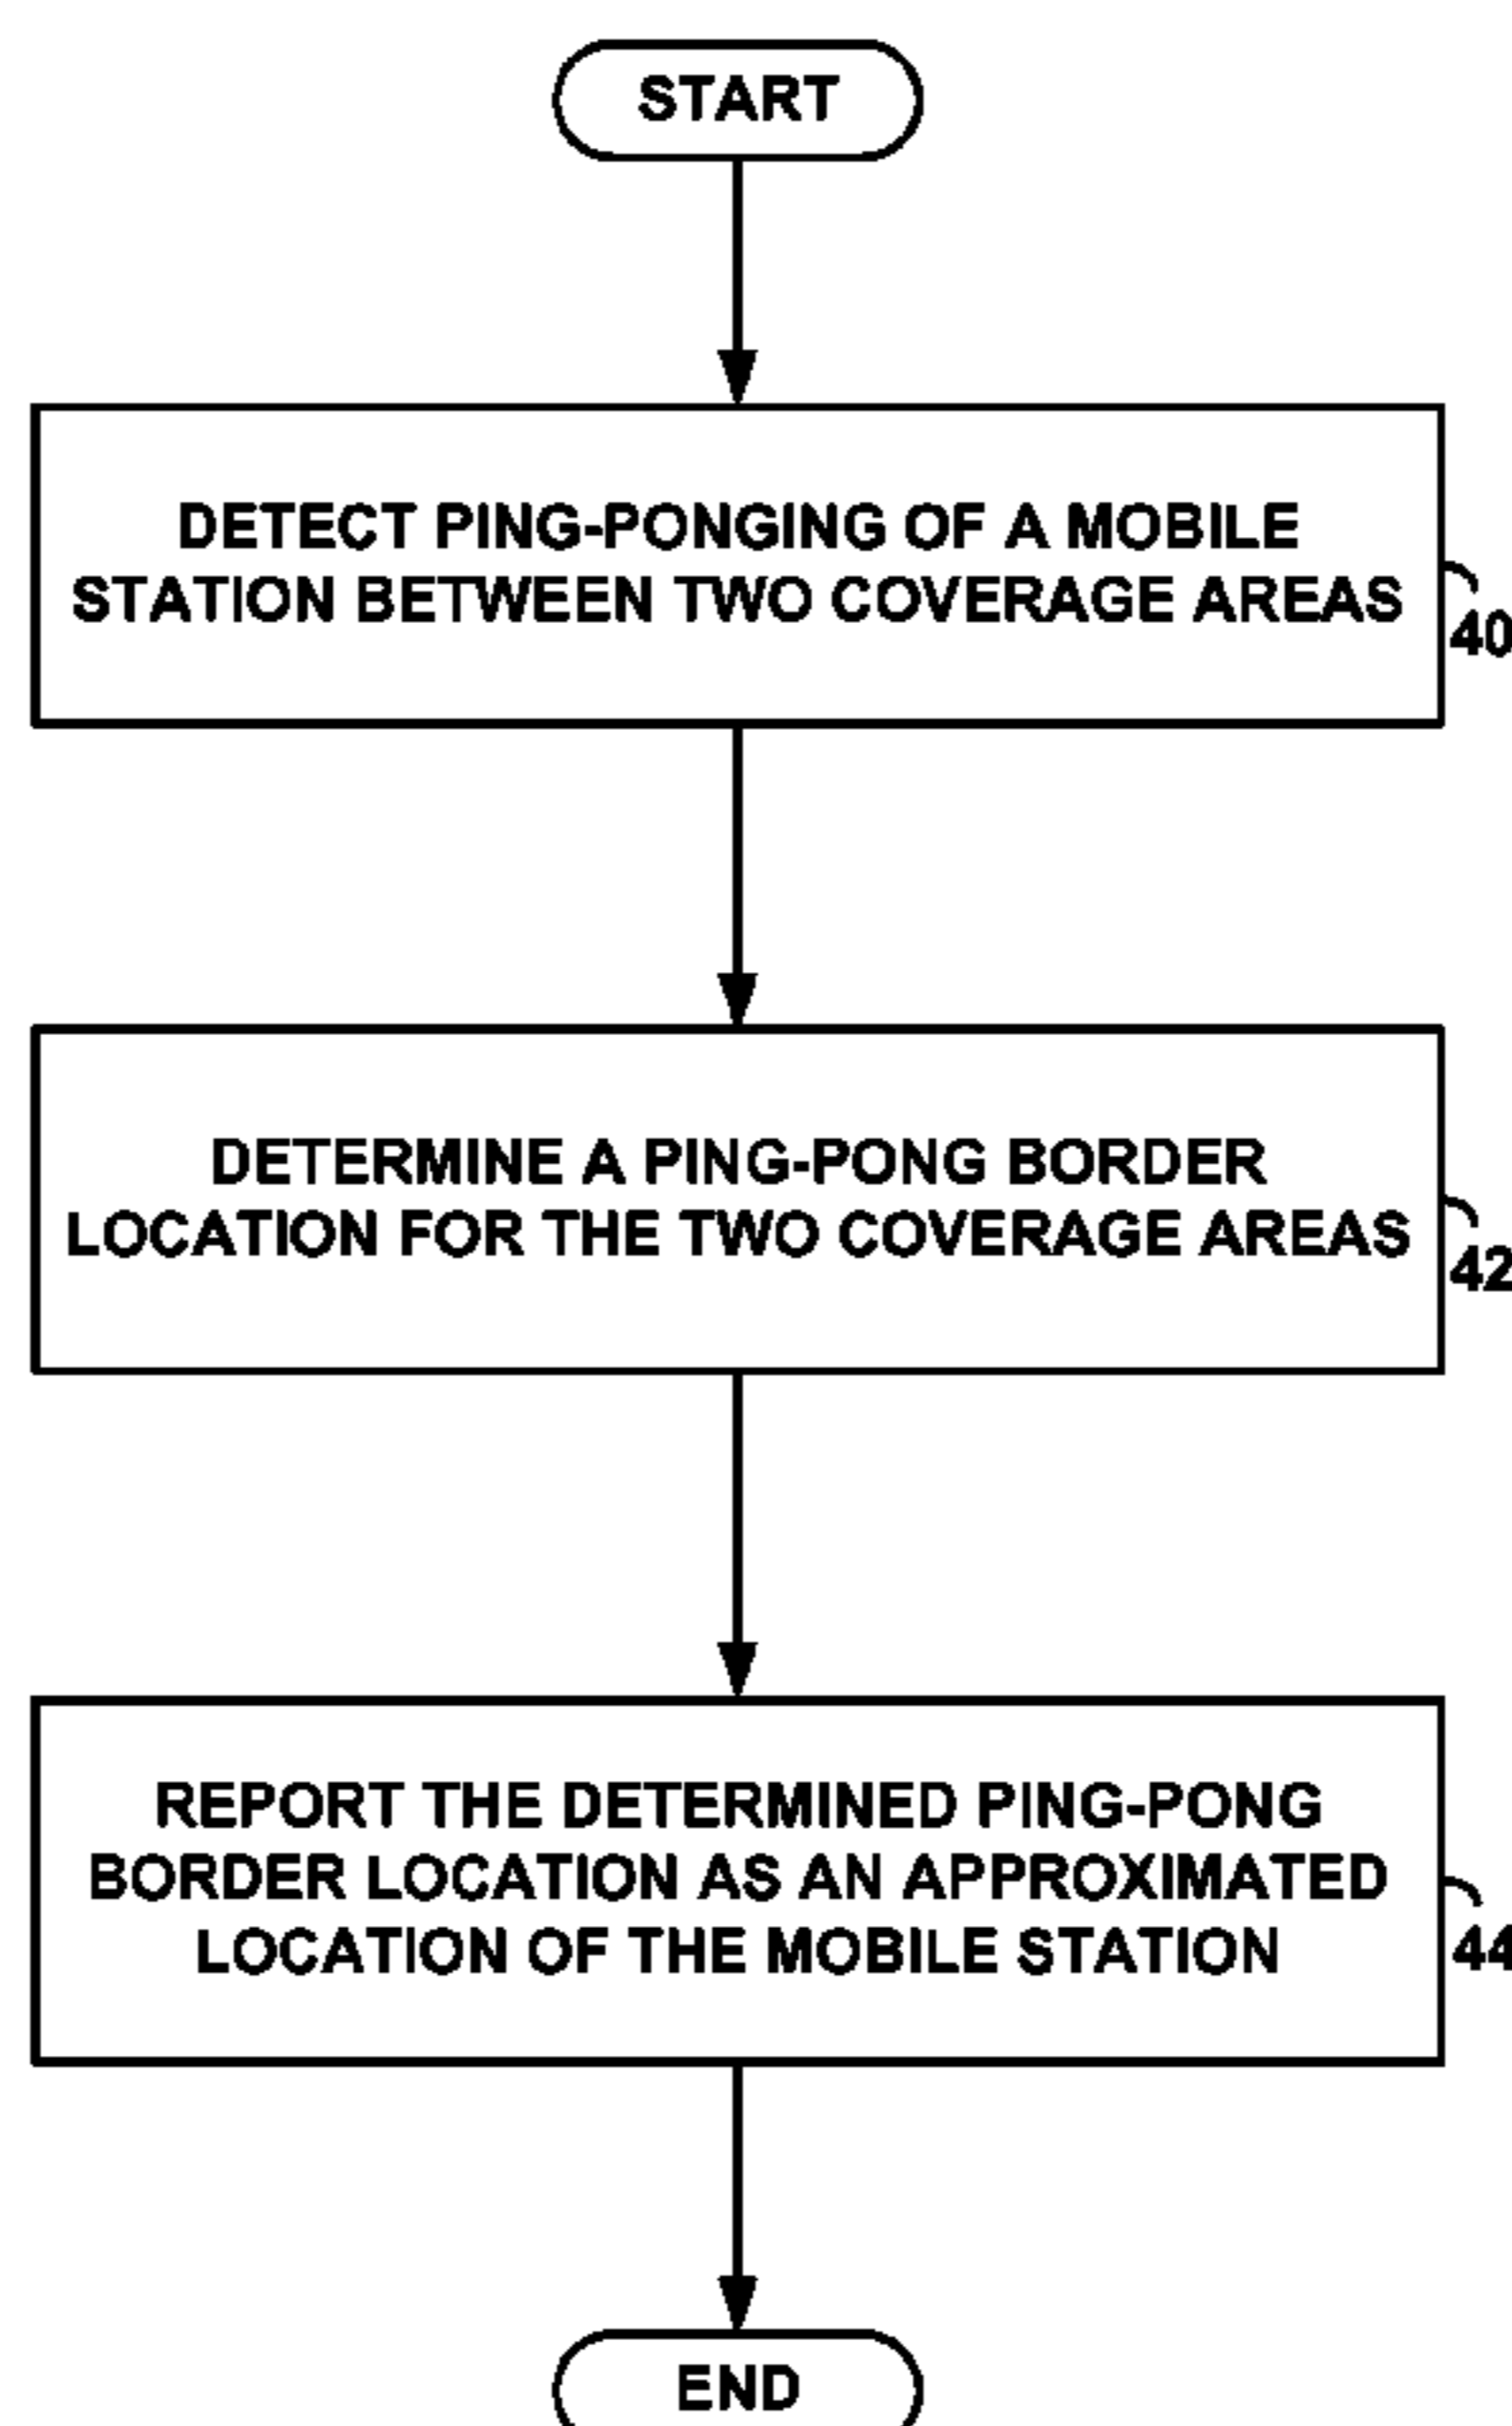 START
DETECT PING-PONGING OF A MOBILE
STATION BETWEEN TWO COVERAGE AREAS
40
DETERMINE A PING-PONG BORDER
LOCATION FOR THE TWO COVERAGE AREAS
42
REPORT THE DETERMINED PING-PONG
BORDER LOCATION AS AN APPROXIMATED
LOCATION OF THE MOBILE STATION
44
END